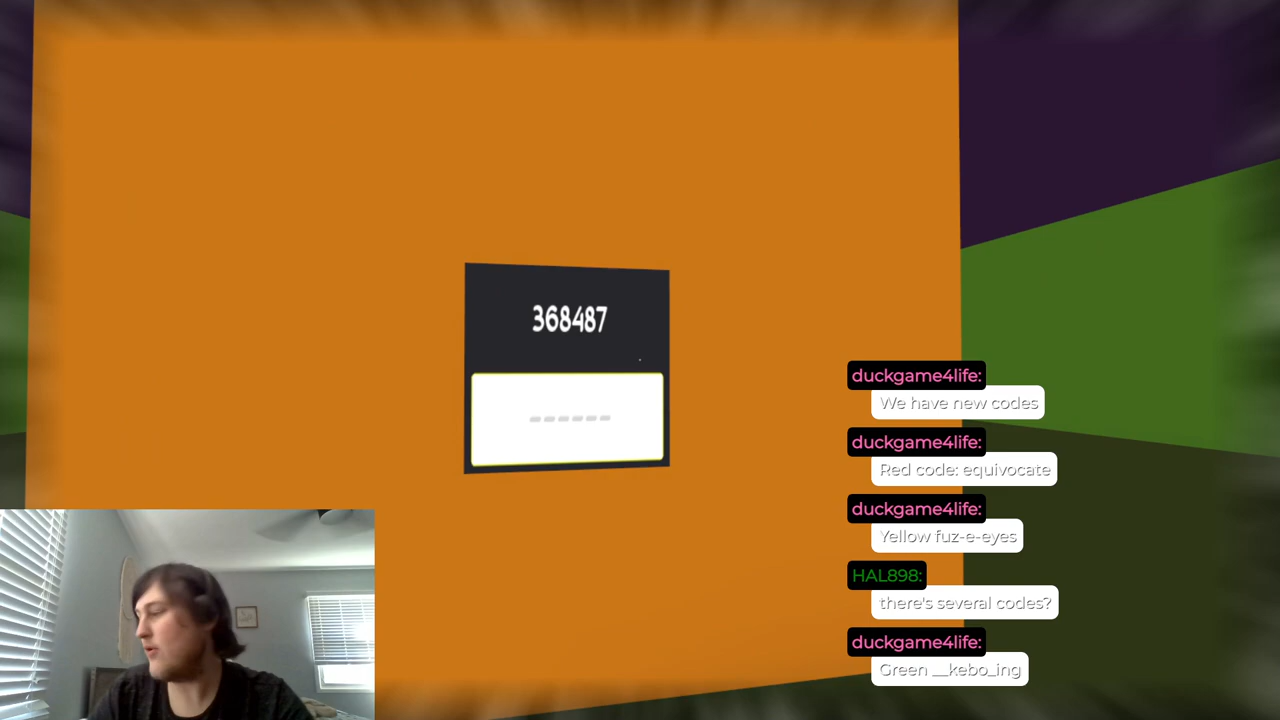 368487
duckgame4life:
We have new codes
duckgame4life:
Red code: equivocate
duckgame4life:
Yellow fuz-e-eyes
HAL898:
there's several codes?
duckgame4life:
Green __kebo_ing